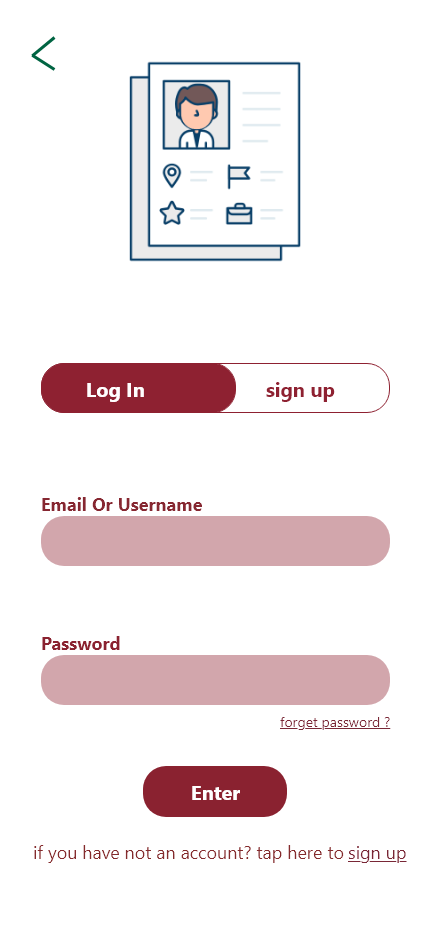 Log In
sign up
Email Or Username
Password
forget password ?
Enter
if you have not an account? tap here to sign up